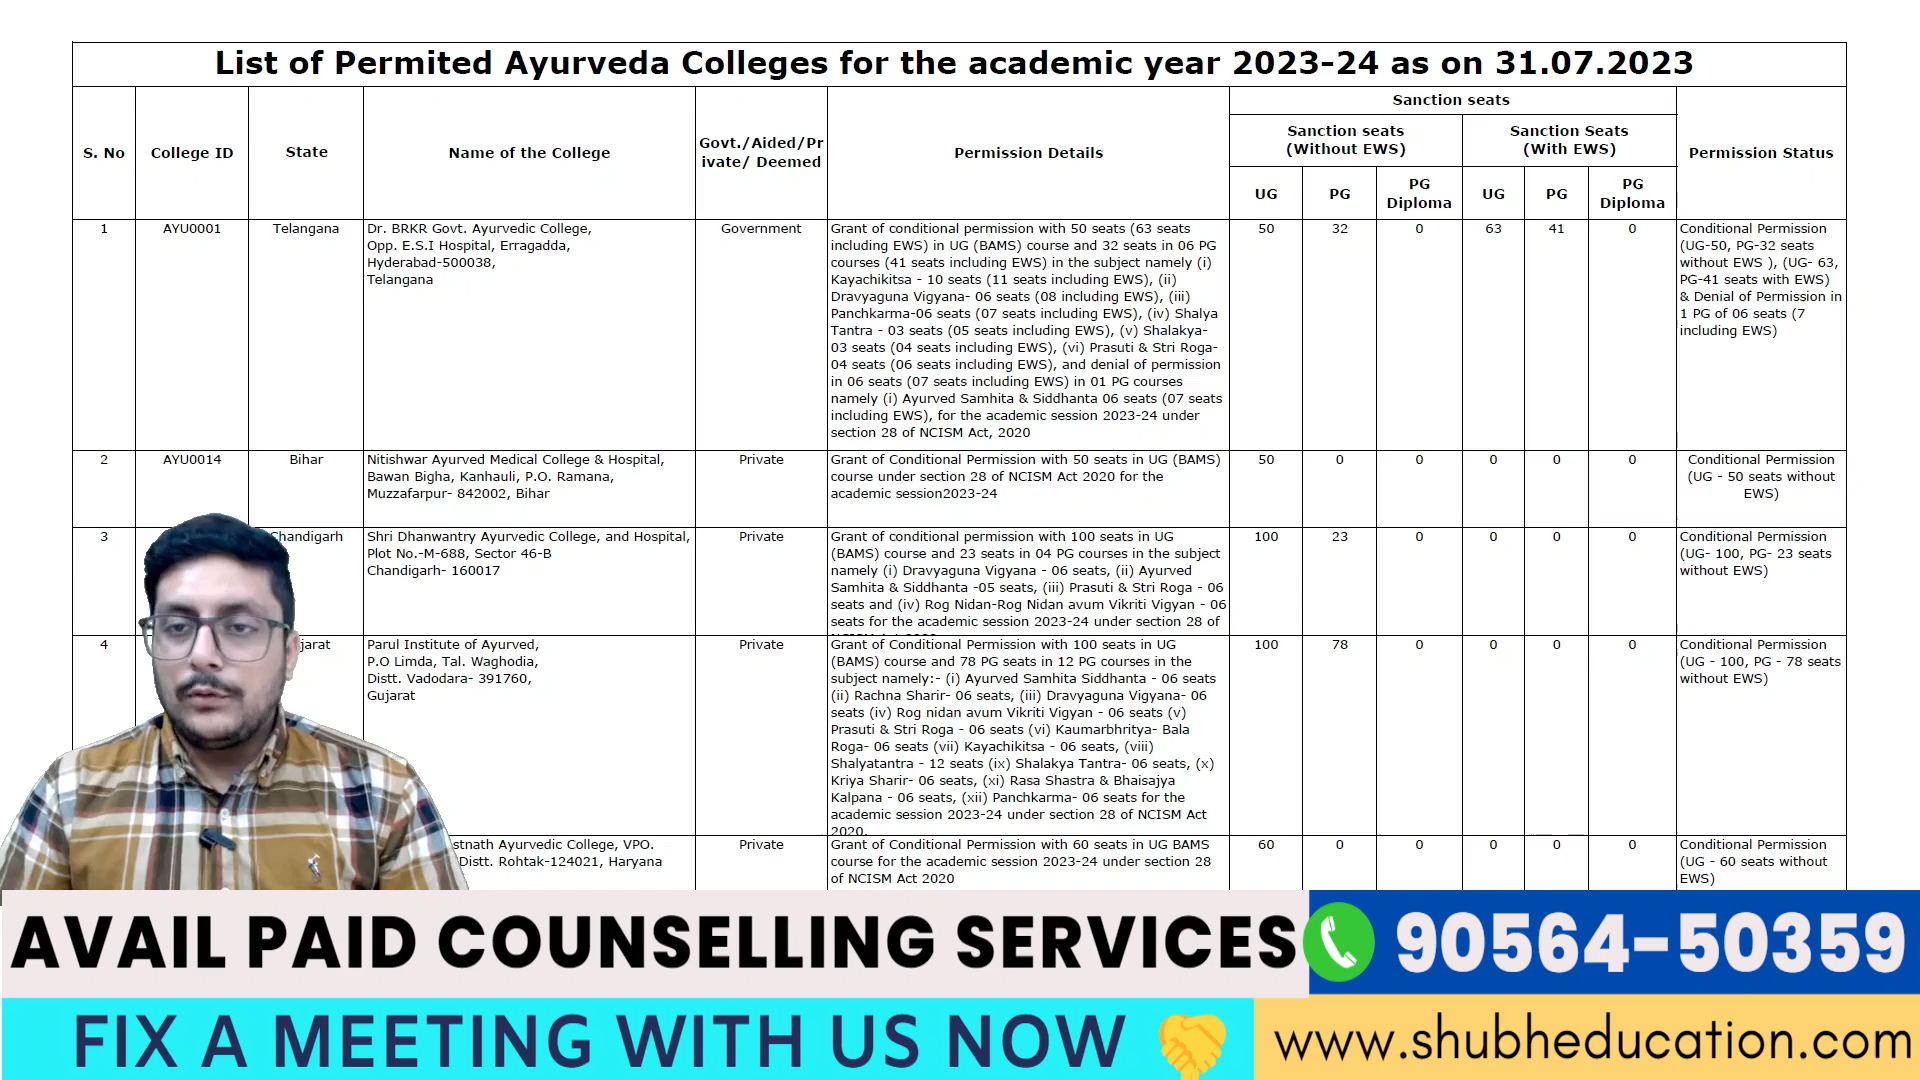 List of Permited Ayurveda Colleges for the academic year 2023-24 as on 31.07.2023
S. No
College ID
State
Name of the College
Govt./Aided/Pr
ivate/ Deemed
Permission Details
Sanction seats
Sanction seats
(Without EWS)
Sanction Seats
(With EWS)
UG
PG
PG
Diploma
UG
PG
PG
Diploma
Permission Status
1
AYU0001
Telangana
Dr. BRKR Govt. Ayurvedic College,
Opp. E.S.I Hospital, Erragadda,
Hyderabad-500038,
Telangana
Government
Grant of conditional permission with 50 seats (63 seats
including EWS) in UG (BAMS) course and 32 seats in 06 PG
courses (41 seats including EWS) in the subject namely (i)
Kayachikitsa - 10 seats (11 seats including EWS), (ii)
Dravyaguna Vigyana- 06 seats (08 including EWS), (iii)
Panchkarma-06 seats (07 seats including EWS), (iv) Shalya
Tantra - 03 seats (05 seats including EWS), (v) Shalakya-
03 seats (04 seats including EWS), (vi) Prasuti & Stri Roga-
04 seats (06 seats including EWS), and denial of permission
in 06 seats (07 seats including EWS) in 01 PG courses
namely (i) Ayurved Samhita & Siddhanta 06 seats (07 seats
including EWS), for the academic session 2023-24 under
section 28 of NCISM Act, 2020
50
32
0
63
41
0
Conditional Permission
(UG-50, PG-32 seats
without EWS ), (UG- 63,
PG-41 seats with EWS)
& Denial of Permission in
1 PG of 06 seats (7
including EWS)
2
AYU0014
Bihar
Nitishwar Ayurved Medical College & Hospital,
Bawan Bigha, Kanhauli, P.O. Ramana,
Muzzafarpur- 842002, Bihar
Private
Grant of Conditional Permission with 50 seats in UG (BAMS)
course under section 28 of NCISM Act 2020 for the
academic session2023-24
50
0
0
0
0
0
Conditional Permission
(UG - 50 seats without
EWS)
3
Chandigarh
Shri Dhanwantry Ayurvedic College, and Hospital,
Plot No.-M-688, Sector 46-B
Chandigarh- 160017
Private
Grant of conditional permission with 100 seats in UG
(BAMS) course and 23 seats in 04 PG courses in the subject
namely (i) Dravyaguna Vigyana - 06 seats, (ii) Ayurved
Samhita & Siddhanta -05 seats, (iii) Prasuti & Stri Roga - 06
seats and (iv) Rog Nidan-Rog Nidan avum Vikriti Vigyan - 06
seats for the academic session 2023-24 under section 28 of
100
23
0
0
0
0
Conditional Permission
(UG- 100, PG- 23 seats
without EWS)
4
jarat
Parul Institute of Ayurved,
P.O Limda, Tal. Waghodia,
Distt. Vadodara- 391760,
Gujarat
Private
Grant of Conditional Permission with 100 seats in UG
(BAMS) course and 78 PG seats in 12 PG courses in the
subject namely:- (i) Ayurved Samhita Siddhanta - 06 seats
(ii) Rachna Sharir- 06 seats, (iii) Dravyaguna Vigyana- 06
seats (iv) Rog nidan avum Vikriti Vigyan - 06 seats (v)
Prasuti & Stri Roga - 06 seats (vi) Kaumarbhritya- Bala
Roga- 06 seats (vii) Kayachikitsa - 06 seats, (viii)
Shalyatantra - 12 seats (ix) Shalakya Tantra- 06 seats, (x)
Kriya Sharir- 06 seats, (xi) Rasa Shastra & Bhaisajya
Kalpana - 06 seats, (xii) Panchkarma- 06 seats for the
academic session 2023-24 under section 28 of NCISM Act
2020.
100
78
0
0
0
0
Conditional Permission
(UG - 100, PG - 78 seats
without EWS)
stnath Ayurvedic College, VPO.
Distt. Rohtak-124021, Haryana
Private
Grant of Conditional Permission with 60 seats in UG BAMS
course for the academic session 2023-24 under section 28
of NCISM Act 2020
60
0
0
0
0
0
Conditional Permission
(UG - 60 seats without
EWS)
AVAIL PAID COUNSELLING SERVICES
90564-50359
FIX A MEETING WITH US NOW
www.shubheducation.com